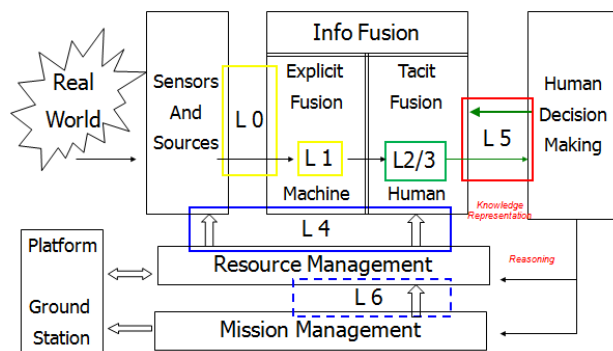 Info Fusion
Real
World
Sensors
And
Sources
L 0
Explicit
Fusion
Tacit
Fusion
L 1
L2/3
Machine
Human
L 5
Human
Decision
Making
Knowledge
Representation
L 4
Platform
Ground
Station
Resource Management
Reasoning
L 6
Mission Management